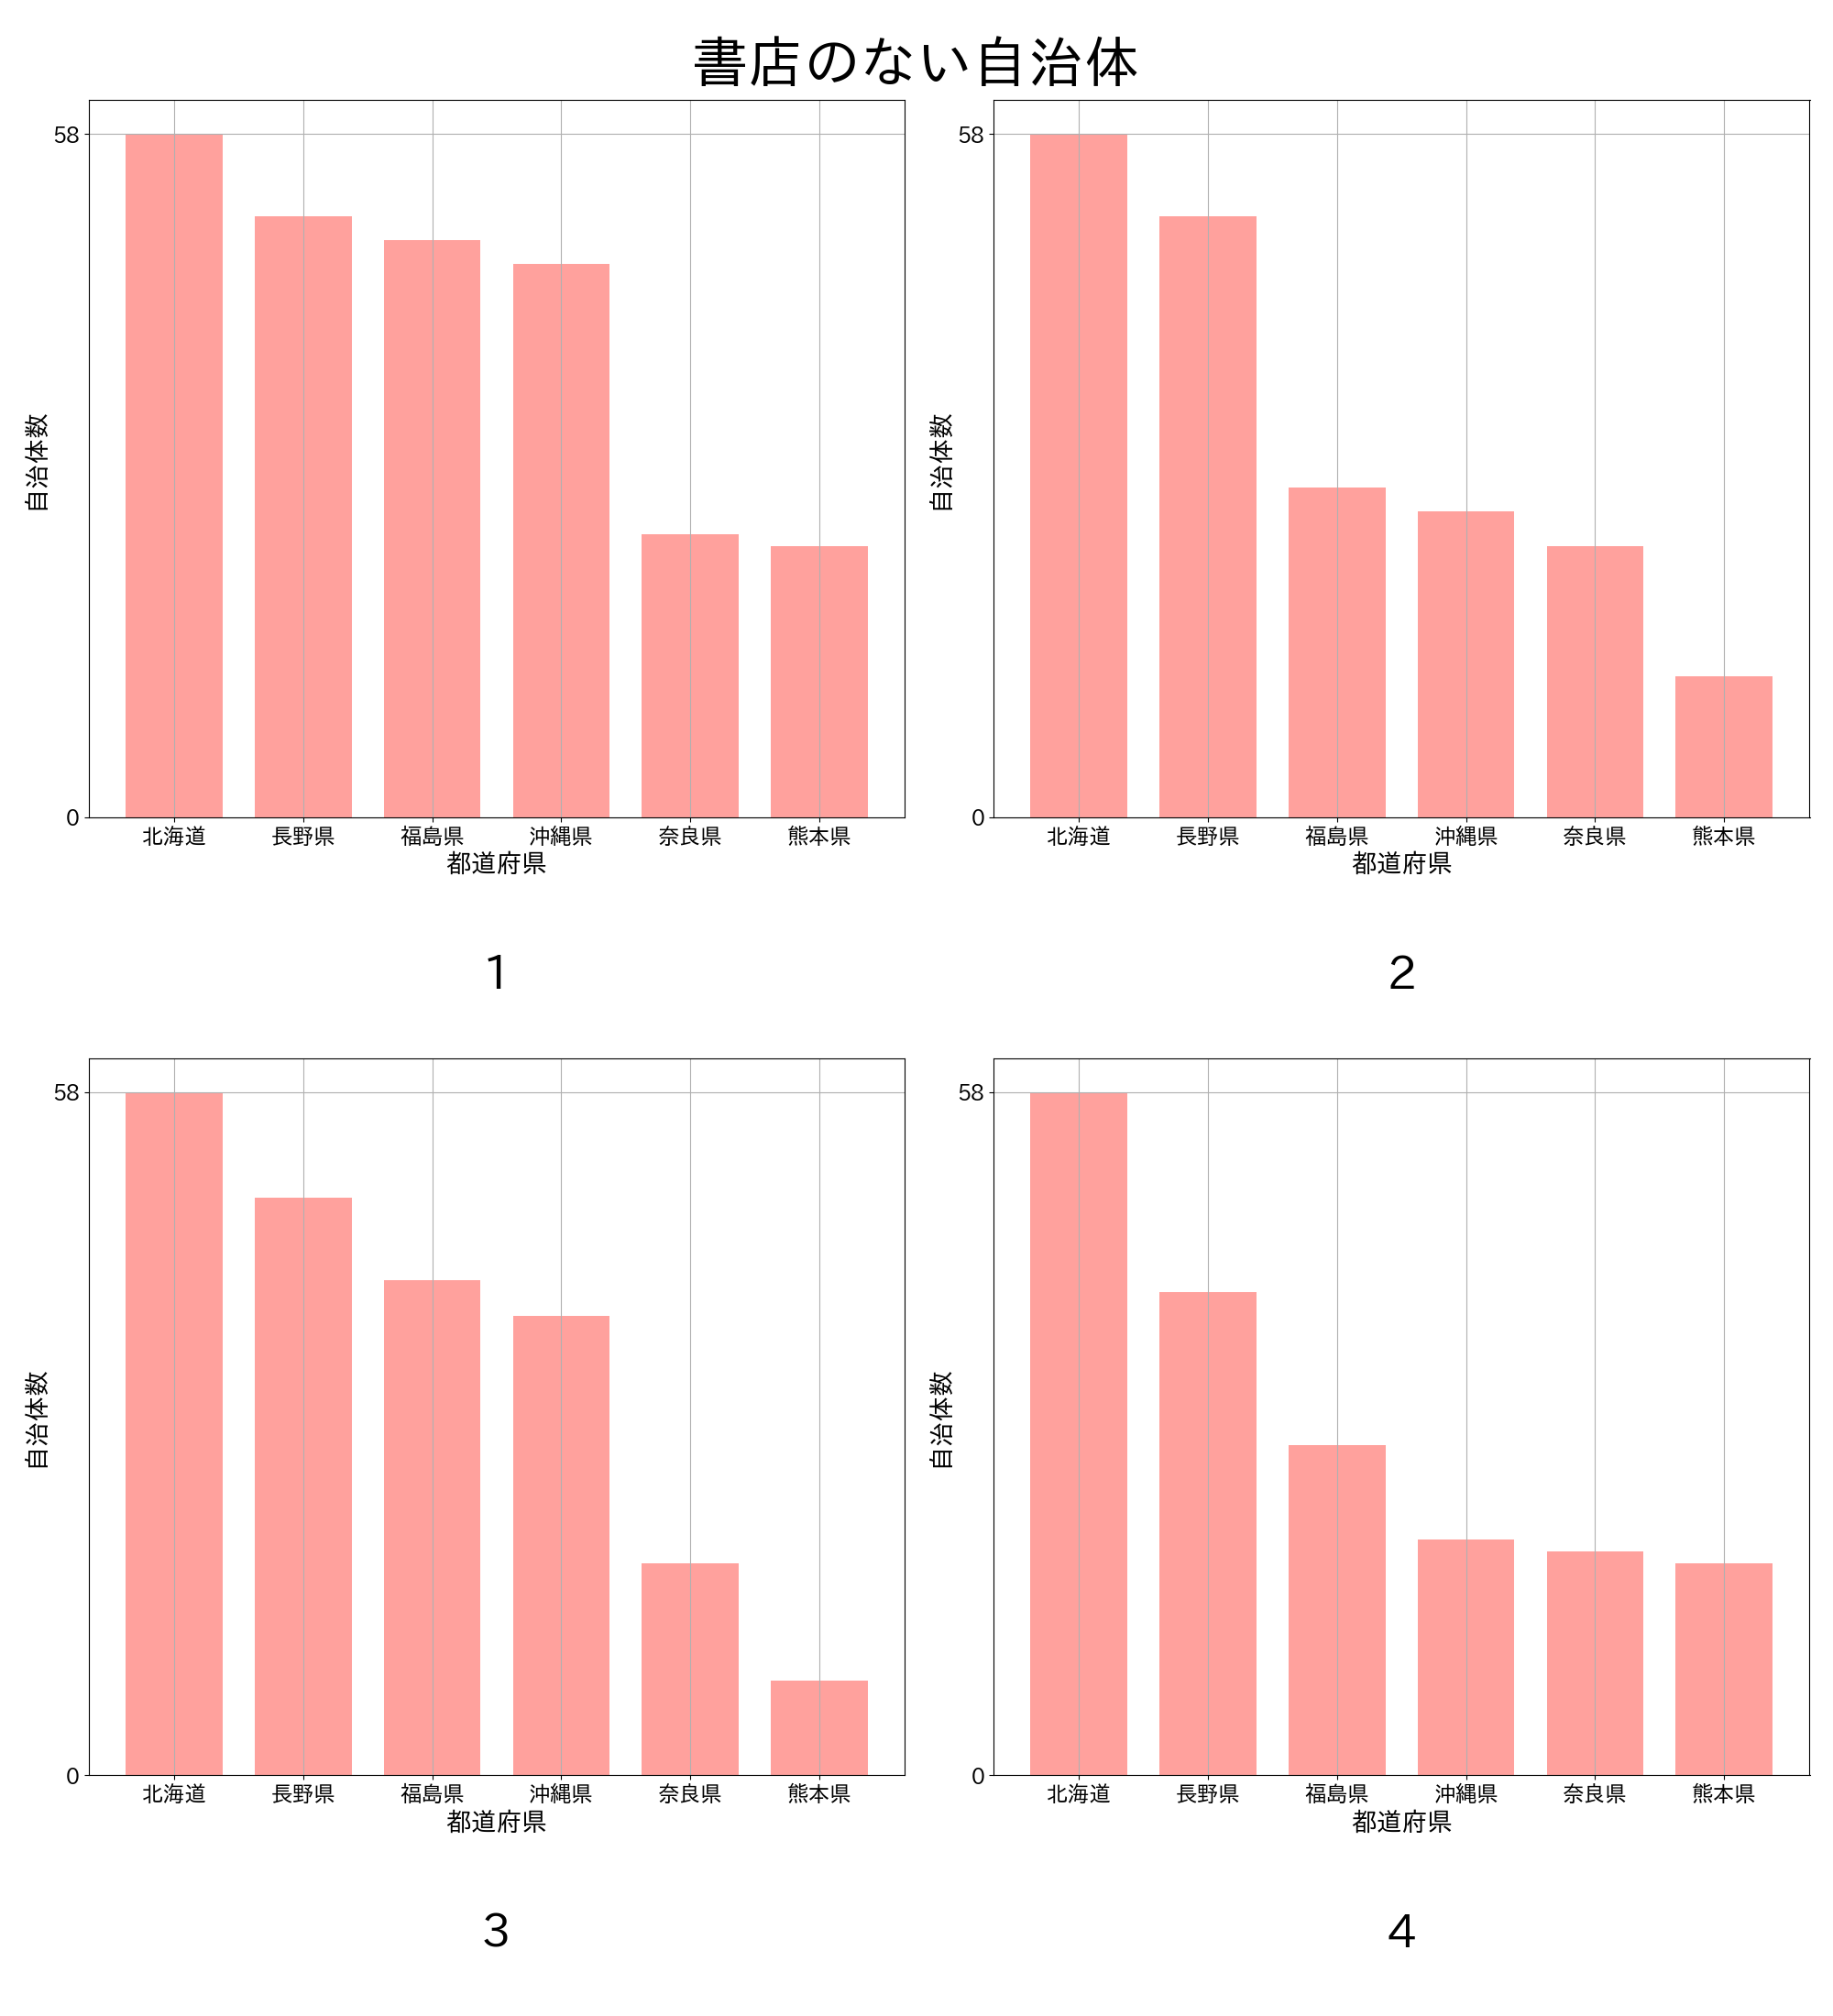 書店のない自治体
58
0
自治体数
北海道 長野県 福島県 沖縄県 奈良県 熊本県
都道府県
1
58
0
自治体数
北海道 長野県 福島県 沖縄県 奈良県 熊本県
都道府県
2
58
0
自治体数
北海道 長野県 福島県 沖縄県 奈良県 熊本県
都道府県
3
58
0
自治体数
北海道 長野県 福島県 沖縄県 奈良県 熊本県
都道府県
4